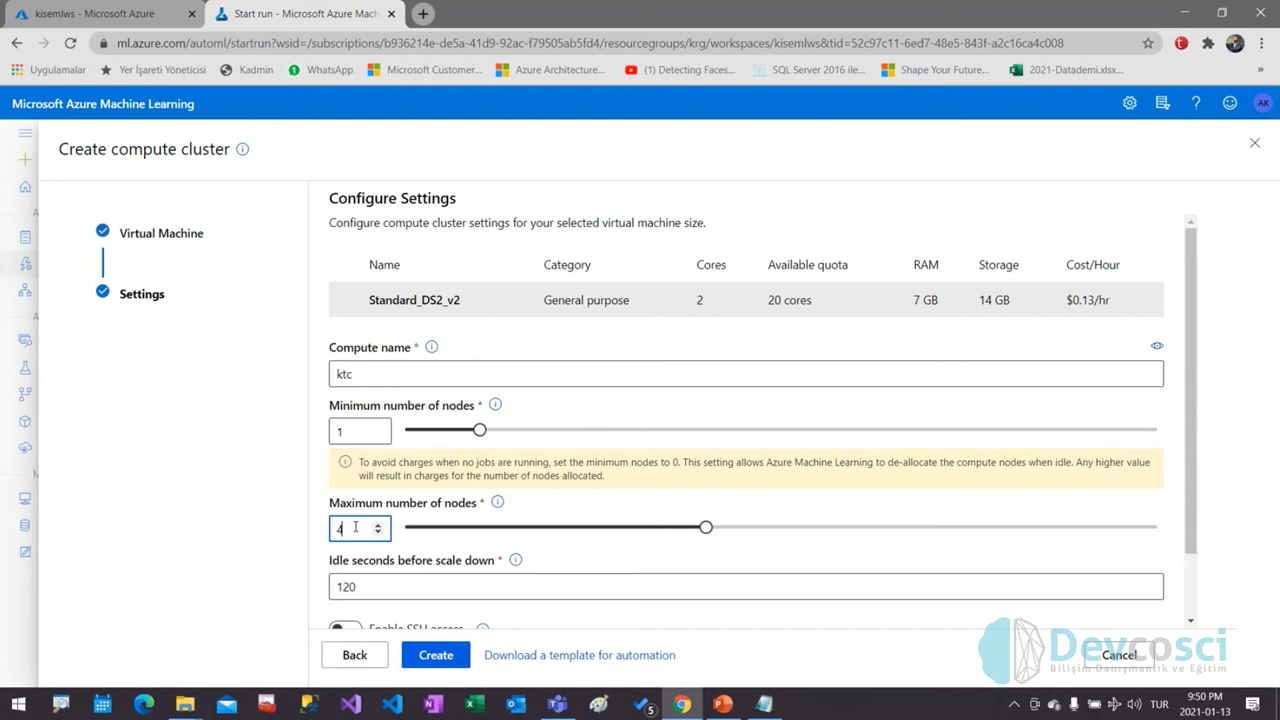 kisemlws - Microsoft Azure
Start run - Microsoft Azure Mach
ml.azure.com/automl/startrun?wsid=/subscriptions/b936214e-de5a-41d9-92ac-f79505ab5fd4/resourcegroups/krg/workspaces/kisemlws&tid=52c97c11-6ed7-48e5-843f-a2c16ca4c008
Uygulamalar
Yer İşareti Yöneticisi
Kadmin
WhatsApp
Microsoft Customer...
Azure Architecture...
(1) Detecting Faces...
SQL Server 2016 ile...
Shape Your Future...
2021-Datademi.xlsx...
Microsoft Azure Machine Learning
AK
Create compute cluster
Virtual Machine
Settings
Configure Settings
Configure compute cluster settings for your selected virtual machine size.
Name Category Cores Available quota RAM Storage Cost/Hour
Standard_DS2_v2 General purpose 2 20 cores 7 GB 14 GB $0.13/hr
Compute name *
ktc
Minimum number of nodes *
1
To avoid charges when no jobs are running, set the minimum nodes to 0. This setting allows Azure Machine Learning to de-allocate the compute nodes when idle. Any higher value
will result in charges for the number of nodes allocated.
Maximum number of nodes *
4
Idle seconds before scale down *
120
Enable SSH access
Back
Create
Download a template for automation
Cancel
Devcosci
Bilişim Danışmanlık ve Eğitim
5
TUR
9:50 PM
2021-01-13